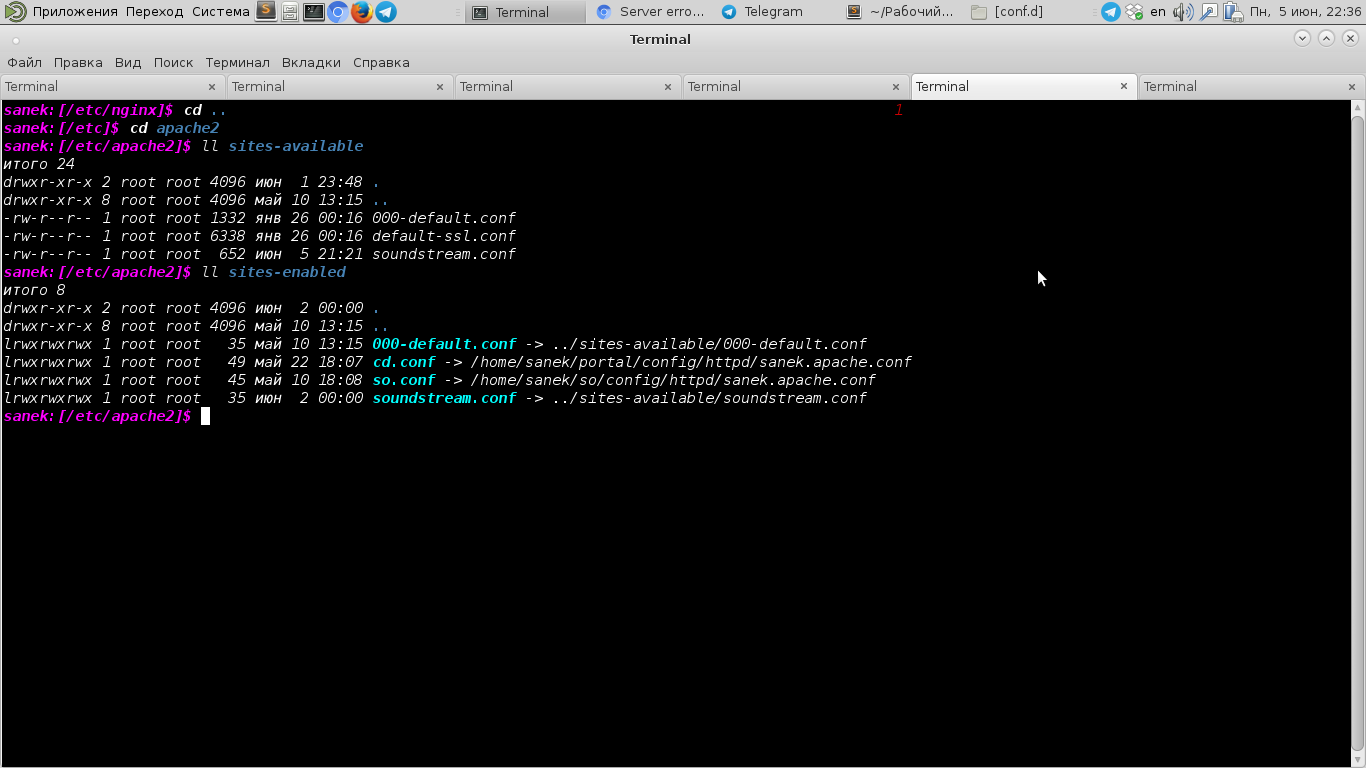 Приложения Переход Система Terminal Server erro... Telegram ~/Рабочий... [conf.d] en Пн, 5 июн, 22:36
Terminal
Файл Правка Вид Поиск Терминал Вкладки Справка
Terminal Terminal Terminal Terminal Terminal Terminal
sanek:[/etc/nginx]$ cd .. 1
sanek:[/etc]$ cd apache2
sanek:[/etc/apache2]$ ll sites-available
итого 24
drwxr-xr-x 2 root root 4096 июн  1 23:48 .
drwxr-xr-x 8 root root 4096 май 10 13:15 ..
-rw-r--r-- 1 root root 1332 янв 26 00:16 000-default.conf
-rw-r--r-- 1 root root 6338 янв 26 00:16 default-ssl.conf
-rw-r--r-- 1 root root  652 июн  5 21:21 soundstream.conf
sanek:[/etc/apache2]$ ll sites-enabled
итого 8
drwxr-xr-x 2 root root 4096 июн  2 00:00 .
drwxr-xr-x 8 root root 4096 май 10 13:15 ..
lrwxrwxrwx 1 root root   35 май 10 13:15 000-default.conf -> ../sites-available/000-default.conf
lrwxrwxrwx 1 root root   49 май 22 18:07 cd.conf -> /home/sanek/portal/config/httpd/sanek.apache.conf
lrwxrwxrwx 1 root root   45 май 10 18:08 so.conf -> /home/sanek/so/config/httpd/sanek.apache.conf
lrwxrwxrwx 1 root root   35 июн  2 00:00 soundstream.conf -> ../sites-available/soundstream.conf
sanek:[/etc/apache2]$